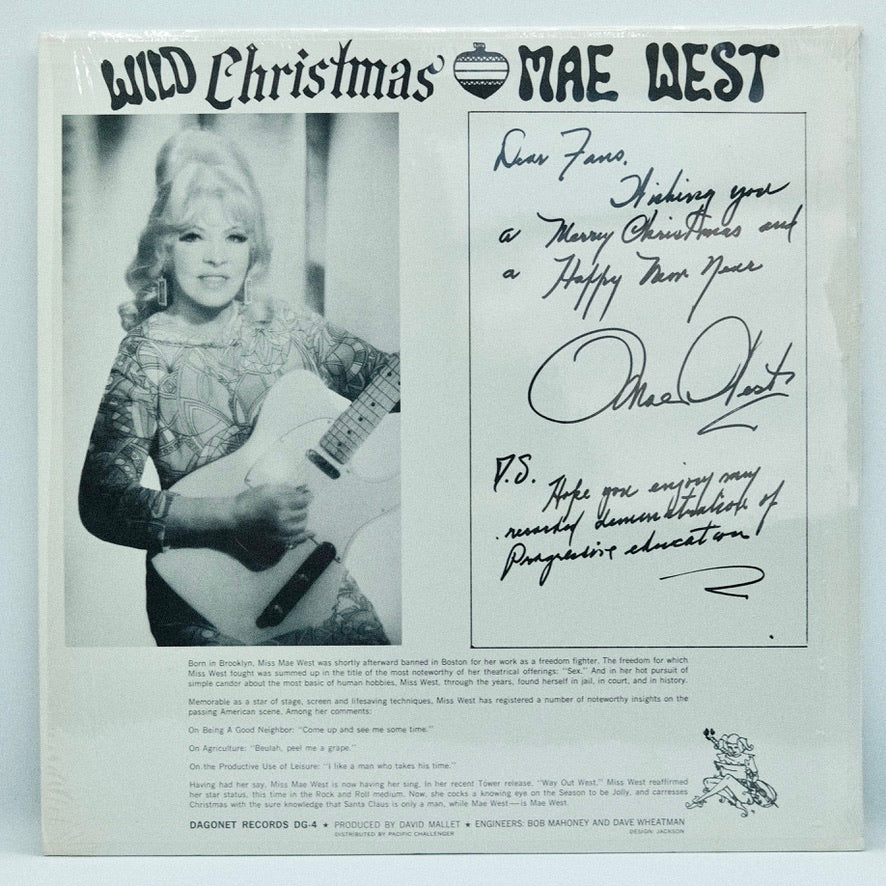 WILD Christmas MAE WEST
Dear Fans,
Wishing you
a Merry Christmas and
a Happy New Year
Mae West
P.S.
Hope you enjoy my
recorded demonstration of
Progressive education!
Born in Brooklyn, Miss Mae West was shortly afterward banned in Boston for her work as a freedom fighter. The freedom for which
Miss West fought was summed up in the title of the most noteworthy of her theatrical offerings: “Sex.” And in her hot pursuit of
simple candor about the most basic of human hobbies, Miss West, through the years, found herself in jail, in court, and in history.
Memorable as a star of stage, screen and lifesaving techniques, Miss West has registered a number of noteworthy insights on the
passing American scene. Among her comments:
On Being A Good Neighbor: “Come up and see me some time.”
On Agriculture: “Beulah, peel me a grape.”
On the Productive Use of Leisure: “I like a man who takes his time.”
Having had her say, Miss Mae West is now having her sing. In her recent Tower release, “Way Out West,” Miss West reaffirmed
her star status, this time in the Rock and Roll medium. Now, she cocks a knowing eye on the Season to be Jolly, and carresses
Christmas with the sure knowledge that Santa Claus is only a man, while Mae West—is Mae West.
DAGONET RECORDS DG-4 ★ PRODUCED BY DAVID MALLET ★ ENGINEERS: BOB MAHONEY AND DAVE WHEATMAN
DISTRIBUTED BY PACIFIC CHALLENGER
DESIGN: JACKSON